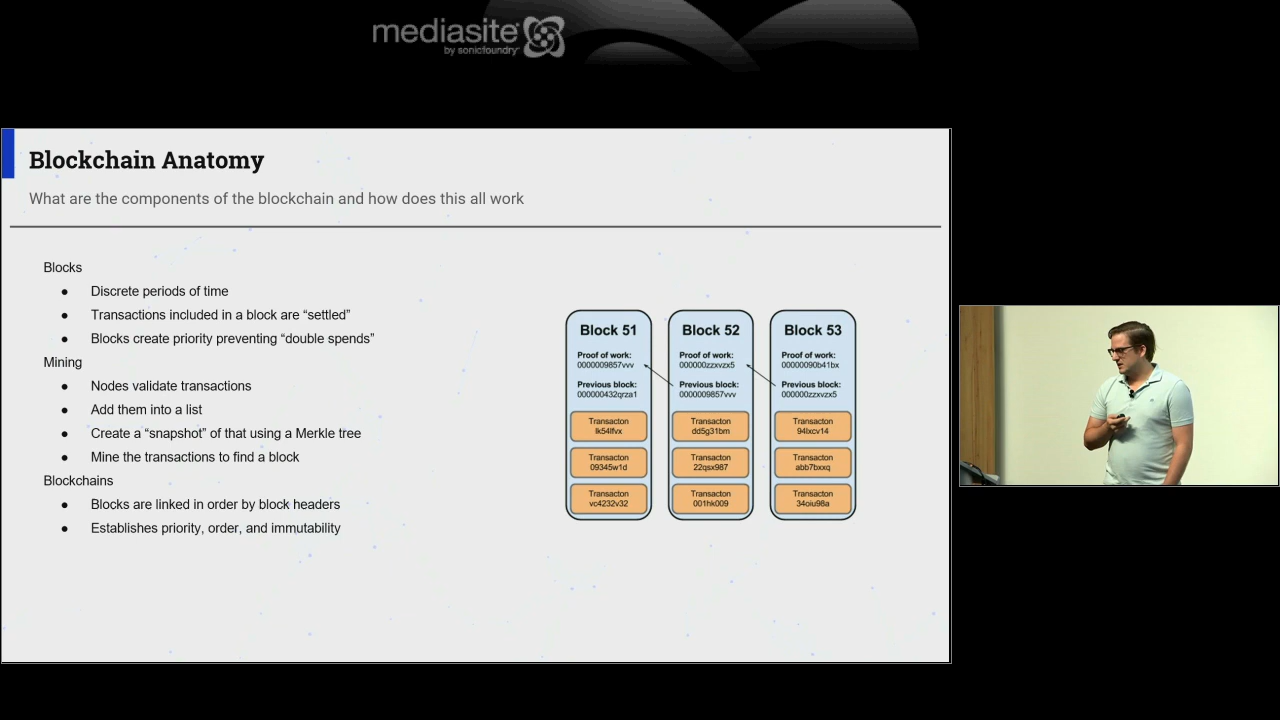 mediasite
by sonicfoundry
Blockchain Anatomy
What are the components of the blockchain and how does this all work
Blocks
● Discrete periods of time
● Transactions included in a block are “settled”
● Blocks create priority preventing “double spends”
Mining
● Nodes validate transactions
● Add them into a list
● Create a “snapshot” of that using a Merkle tree
● Mine the transactions to find a block
Blockchains
● Blocks are linked in order by block headers
● Establishes priority, order, and immutability
Block 51
Proof of work:
0000009857vvv
Previous block:
000000432qrza1
Transacton
lk54lfvx
Transacton
09345w1d
Transacton
vc4232v32
Block 52
Proof of work:
000000zzxvzx5
Previous block:
0000009857vvv
Transacton
dd5g31bm
Transacton
22qsx987
Transacton
001hk009
Block 53
Proof of work:
00000090b41bx
Previous block:
000000zzxvzx5
Transacton
94lxcv14
Transacton
abb7bxxq
Transacton
34oiu98a